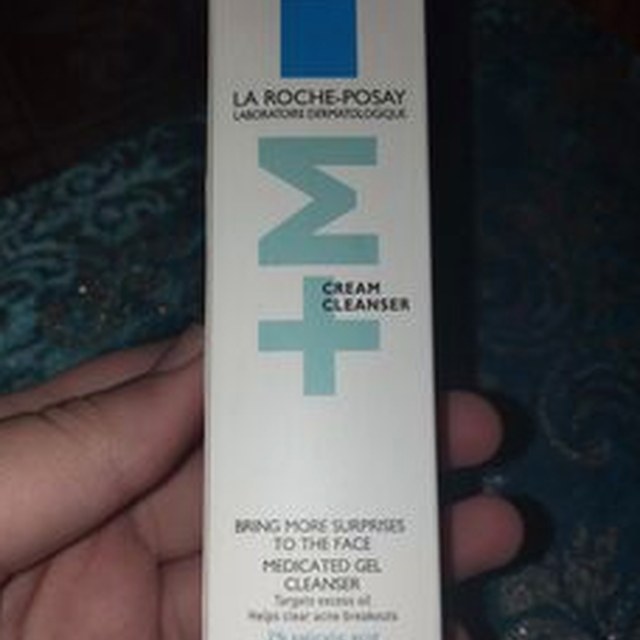 LA ROCHE-POSAY
LABORATOIRE DERMATOLOGIQUE
M+
CREAM
CLEANSER
BRING MORE SURPRISES
TO THE FACE
MEDICATED GEL
CLEANSER
Targets excess oil
Helps clear acne breakouts